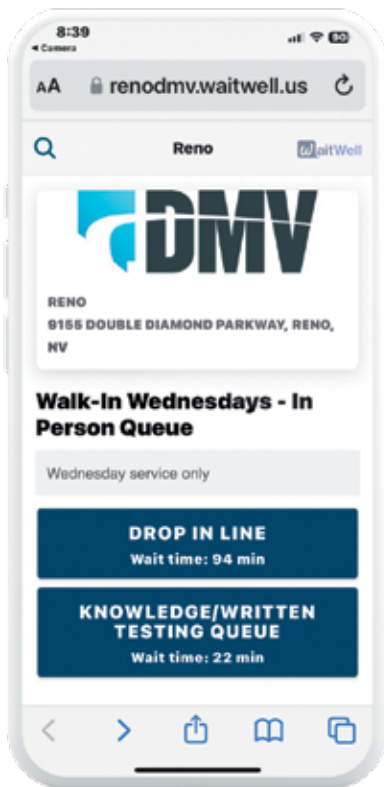 8:39
◀ Camera
60
AA renodmv.waitwell.us
Reno
WaitWell
DMV
RENO
9155 DOUBLE DIAMOND PARKWAY, RENO,
NV
Walk-In Wednesdays - In
Person Queue
Wednesday service only
DROP IN LINE
Wait time: 94 min
KNOWLEDGE/WRITTEN
TESTING QUEUE
Wait time: 22 min